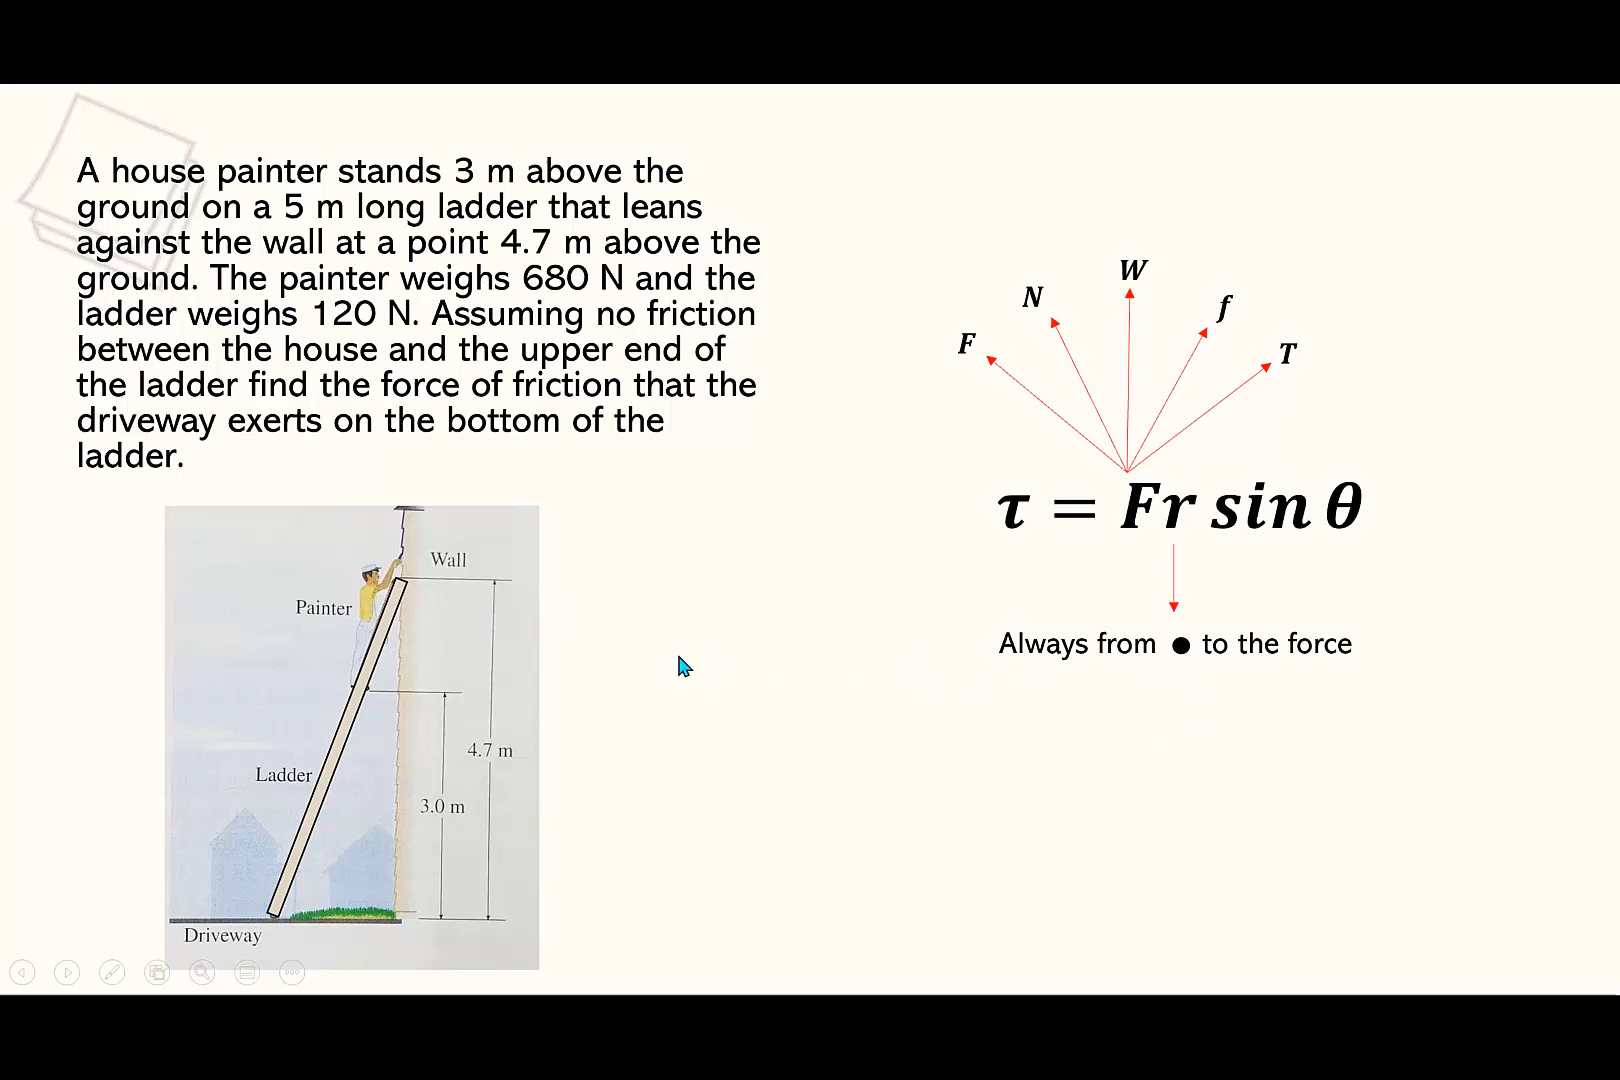 A house painter stands 3 m above the
ground on a 5 m long ladder that leans
against the wall at a point 4.7 m above the
ground. The painter weighs 680 N and the
ladder weighs 120 N. Assuming no friction
between the house and the upper end of
the ladder find the force of friction that the
driveway exerts on the bottom of the
ladder.
Wall
Painter
4.7 m
Ladder
3.0 m
Driveway
W
N
f
F
T
τ = Fr sin θ
Always from ● to the force